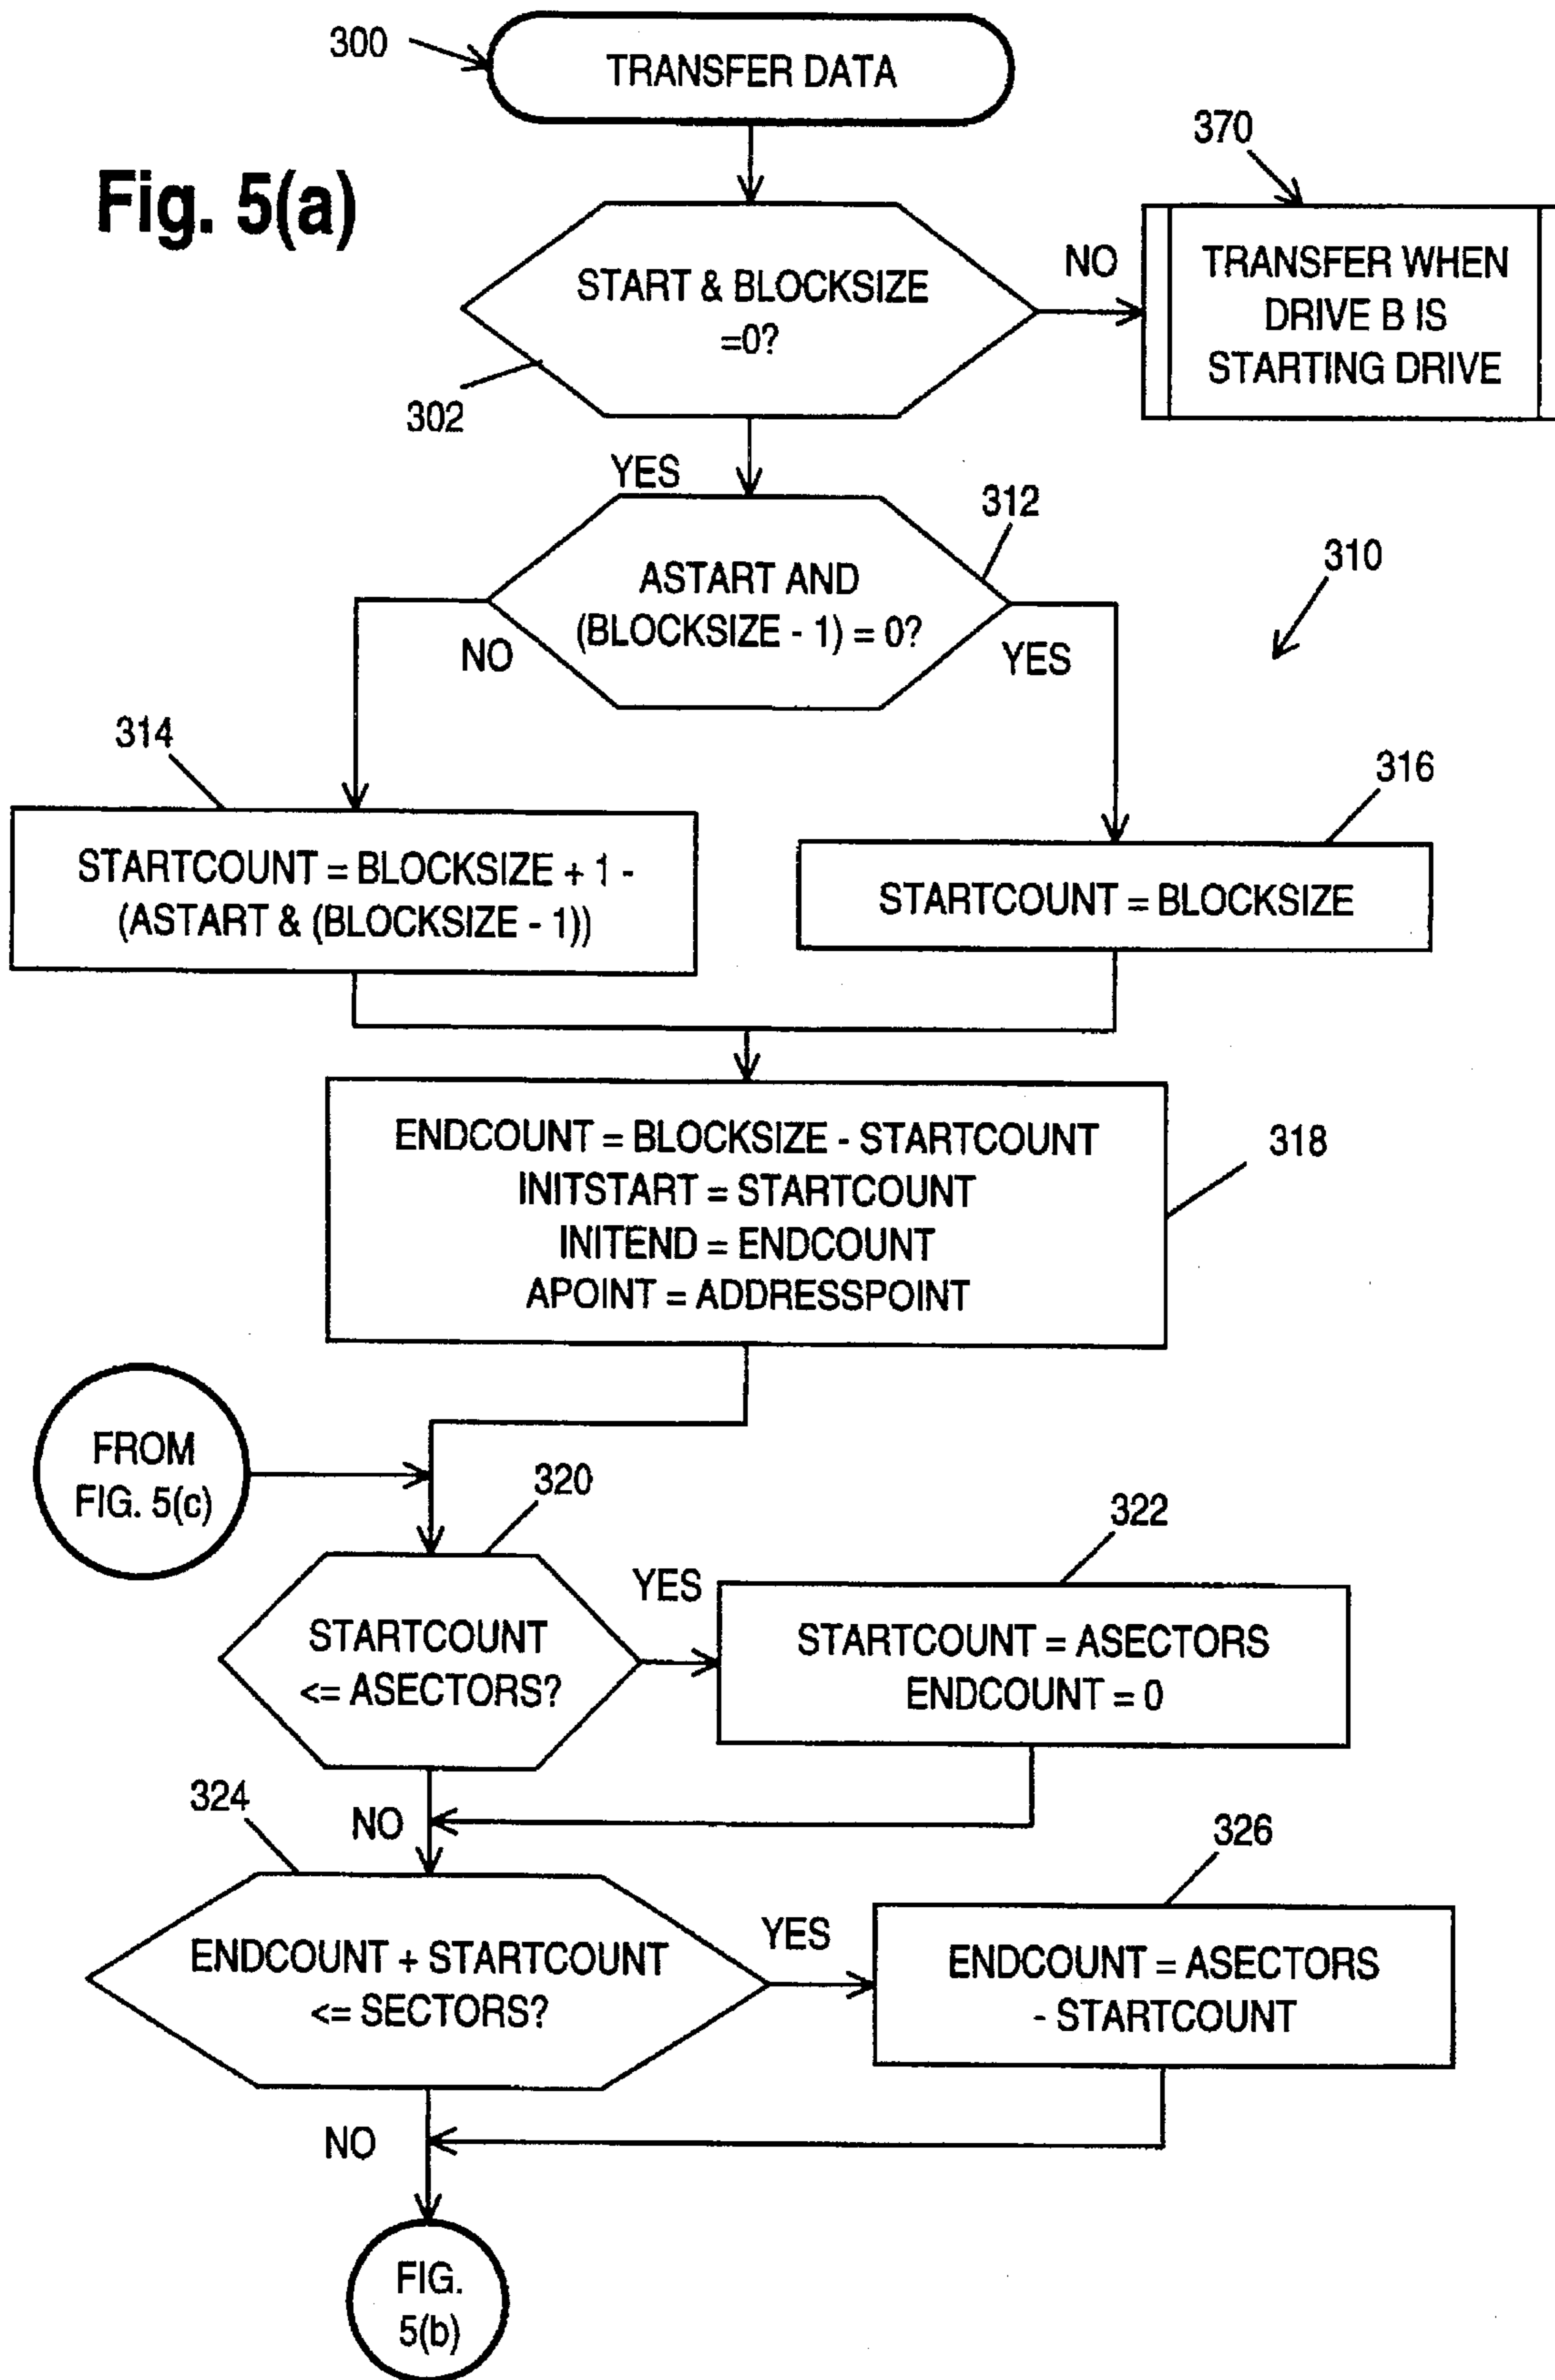 300
TRANSFER DATA
Fig. 5(a)
370
START & BLOCKSIZE
=0?
NO
TRANSFER WHEN
DRIVE B IS
STARTING DRIVE
302
YES
312
ASTART AND
(BLOCKSIZE - 1) = 0?
310
NO
YES
314
316
STARTCOUNT = BLOCKSIZE + 1 -
(ASTART & (BLOCKSIZE - 1))
STARTCOUNT = BLOCKSIZE
ENDCOUNT = BLOCKSIZE - STARTCOUNT
INITSTART = STARTCOUNT
INITEND = ENDCOUNT
APOINT = ADDRESSPOINT
318
FROM
FIG. 5(c)
320
322
STARTCOUNT
<= ASECTORS?
YES
STARTCOUNT = ASECTORS
ENDCOUNT = 0
324
NO
326
ENDCOUNT + STARTCOUNT
<= SECTORS?
YES
ENDCOUNT = ASECTORS
- STARTCOUNT
NO
FIG.
5(b)